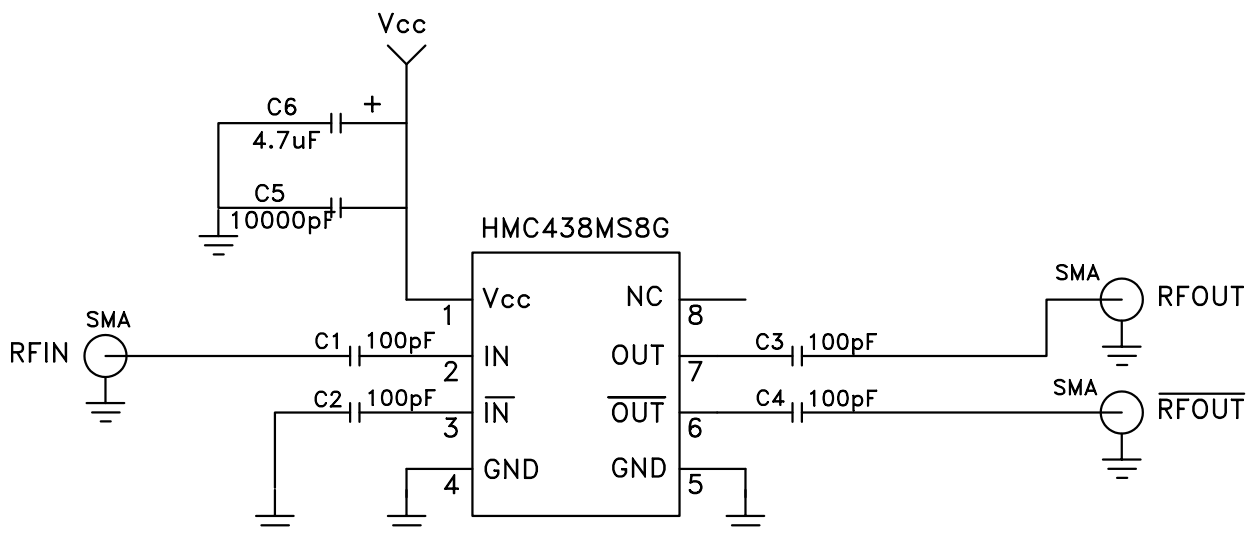 Vcc
C6
+
4.7uF
C5
10000pF
HMC438MS8G
Vcc
1
NC
8
SMA
RFOUT
SMA
RFIN
C1 100pF
IN
2
OUT
7
C3 100pF
C2 100pF
IN
3
OUT
6
C4 100pF
SMA
RFOUT
GND
4
GND
5